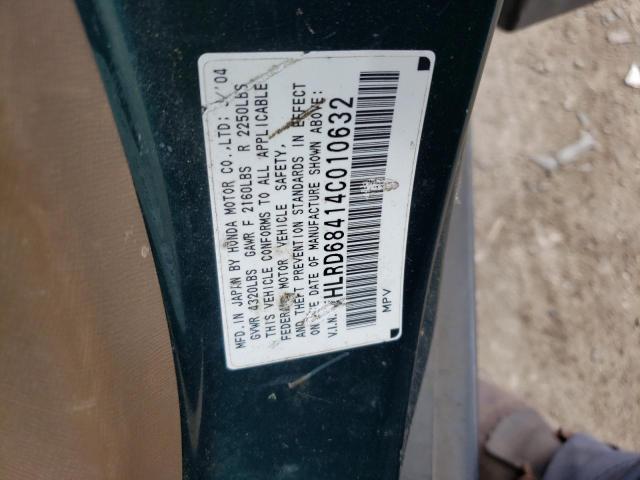 MFD. IN JAPAN BY HONDA MOTOR CO.,LTD; '04
GVWR 4320LBS GAWR F 2160LBS R 2250LBS
THIS VEHICLE CONFORMS TO ALL APPLICABLE
FEDERAL MOTOR VEHICLE SAFETY,
AND THEFT PREVENTION STANDARDS IN EFFECT
ON THE DATE OF MANUFACTURE SHOWN ABOVE:
V.I.N. HLRD68414C010632
MPV